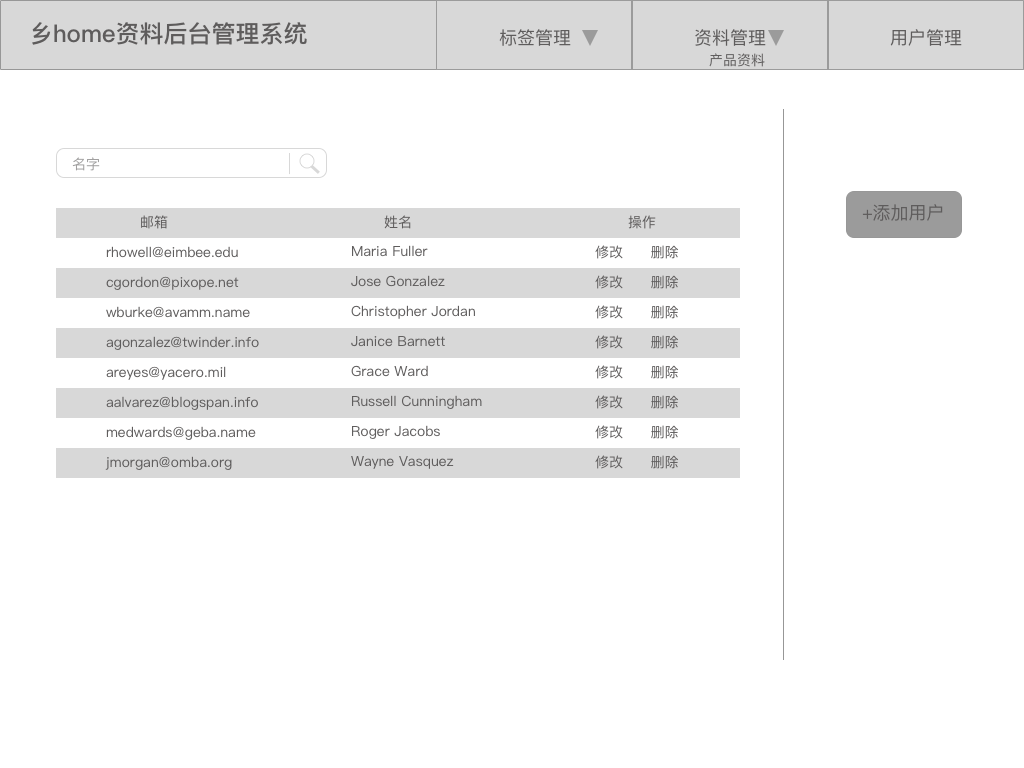 乡home资料后台管理系统
标签管理 ▼
资料管理▼
产品资料
用户管理
名字
+添加用户
邮箱 姓名 操作
rhowell@eimbee.edu Maria Fuller 修改 删除
cgordon@pixope.net Jose Gonzalez 修改 删除
wburke@avamm.name Christopher Jordan 修改 删除
agonzalez@twinder.info Janice Barnett 修改 删除
areyes@yacero.mil Grace Ward 修改 删除
aalvarez@blogspan.info Russell Cunningham 修改 删除
medwards@geba.name Roger Jacobs 修改 删除
jmorgan@omba.org Wayne Vasquez 修改 删除